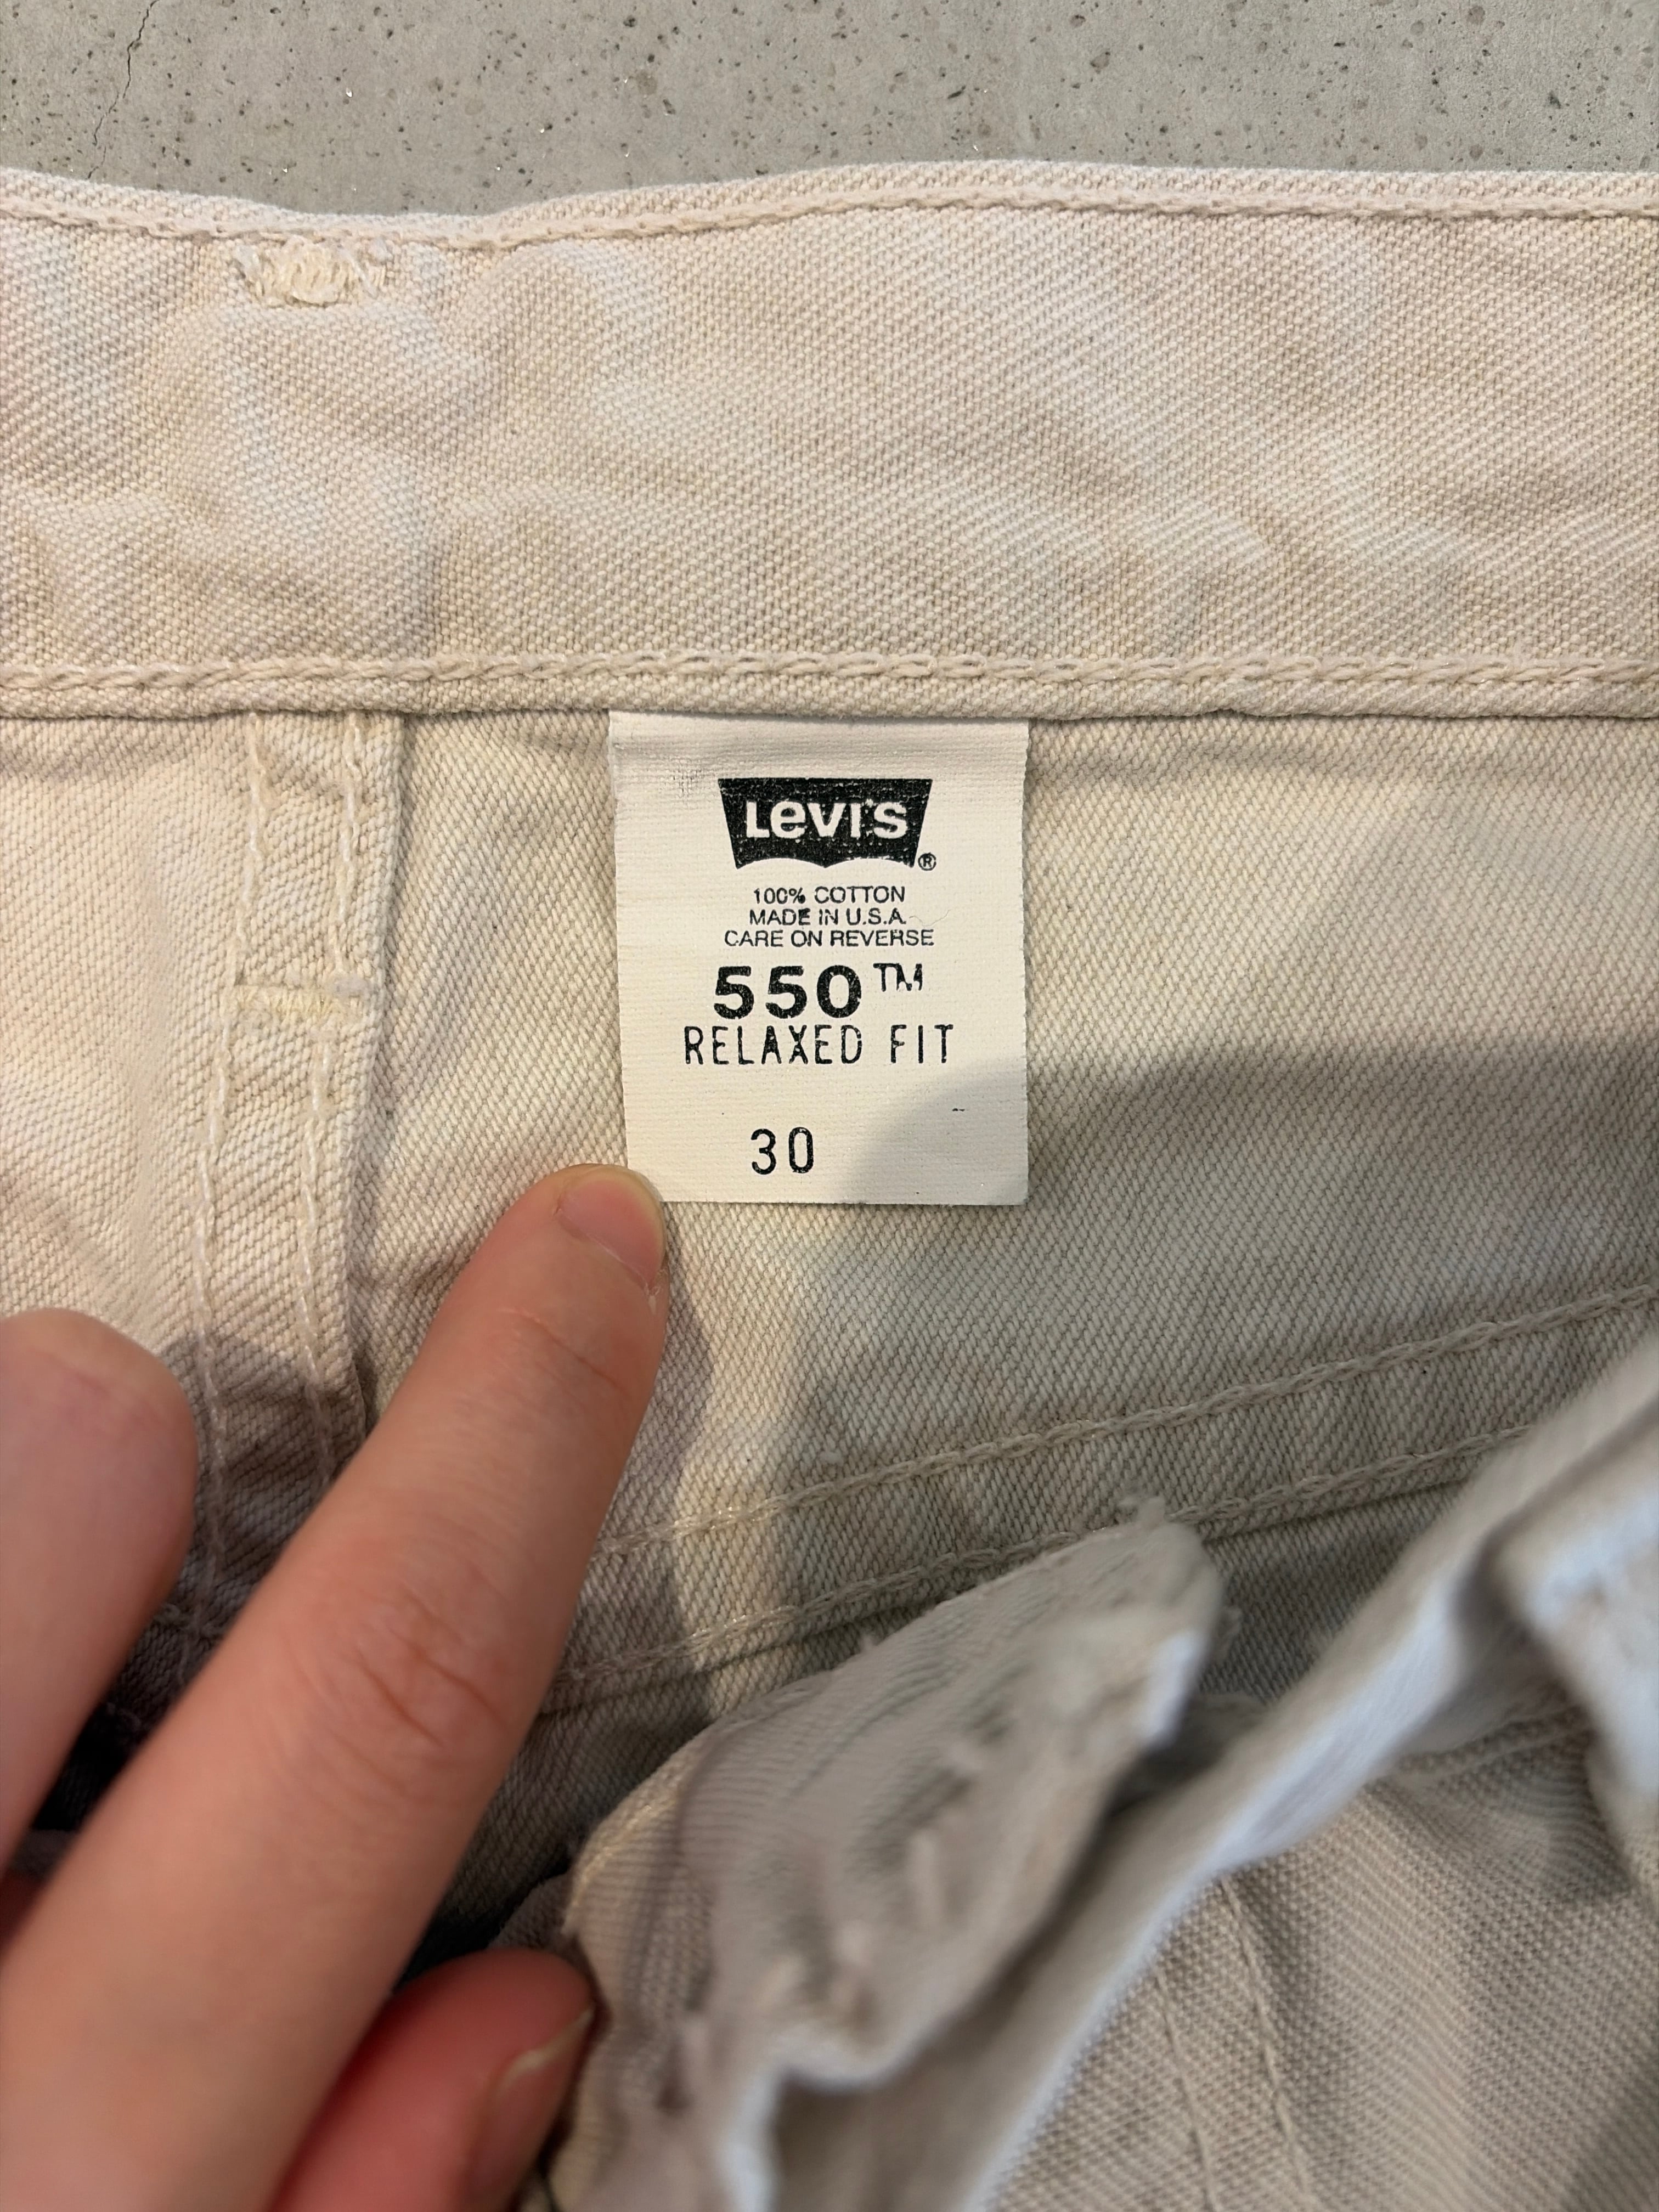 Levi's ®
100% COTTON
MADE IN U.S.A.
CARE ON REVERSE
550™
RELAXED FIT
30